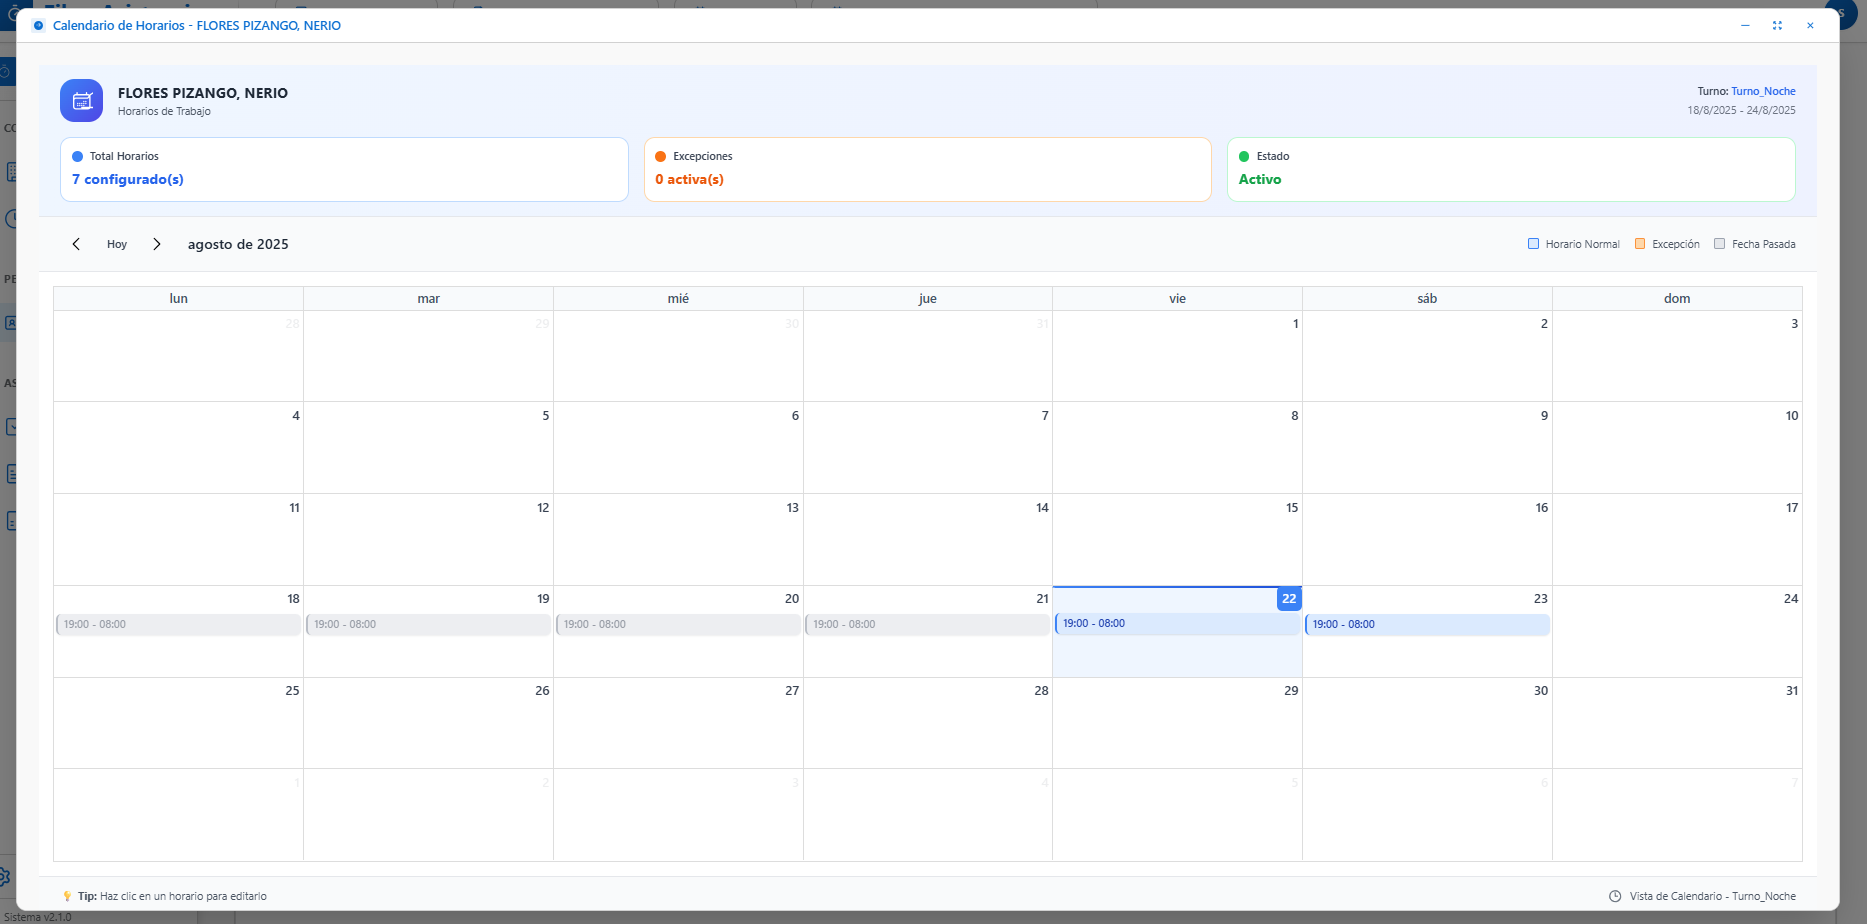 Calendario de Horarios - FLORES PIZANGO, NERIO
FLORES PIZANGO, NERIO
Horarios de Trabajo
Turno: Turno_Noche
18/8/2025 - 24/8/2025
Total Horarios
7 configurado(s)
Excepciones
0 activa(s)
Estado
Activo
Hoy
agosto de 2025
Horario Normal
Excepción
Fecha Pasada
lun mar mié jue vie sáb dom
28 29 30 31 1 2 3
4 5 6 7 8 9 10
11 12 13 14 15 16 17
18 19 20 21 22 23 24
19:00 - 08:00 19:00 - 08:00 19:00 - 08:00 19:00 - 08:00 19:00 - 08:00 19:00 - 08:00
25 26 27 28 29 30 31
1 2 3 4 5 6 7
Tip: Haz clic en un horario para editarlo
Vista de Calendario - Turno_Noche
Sistema v2.1.0